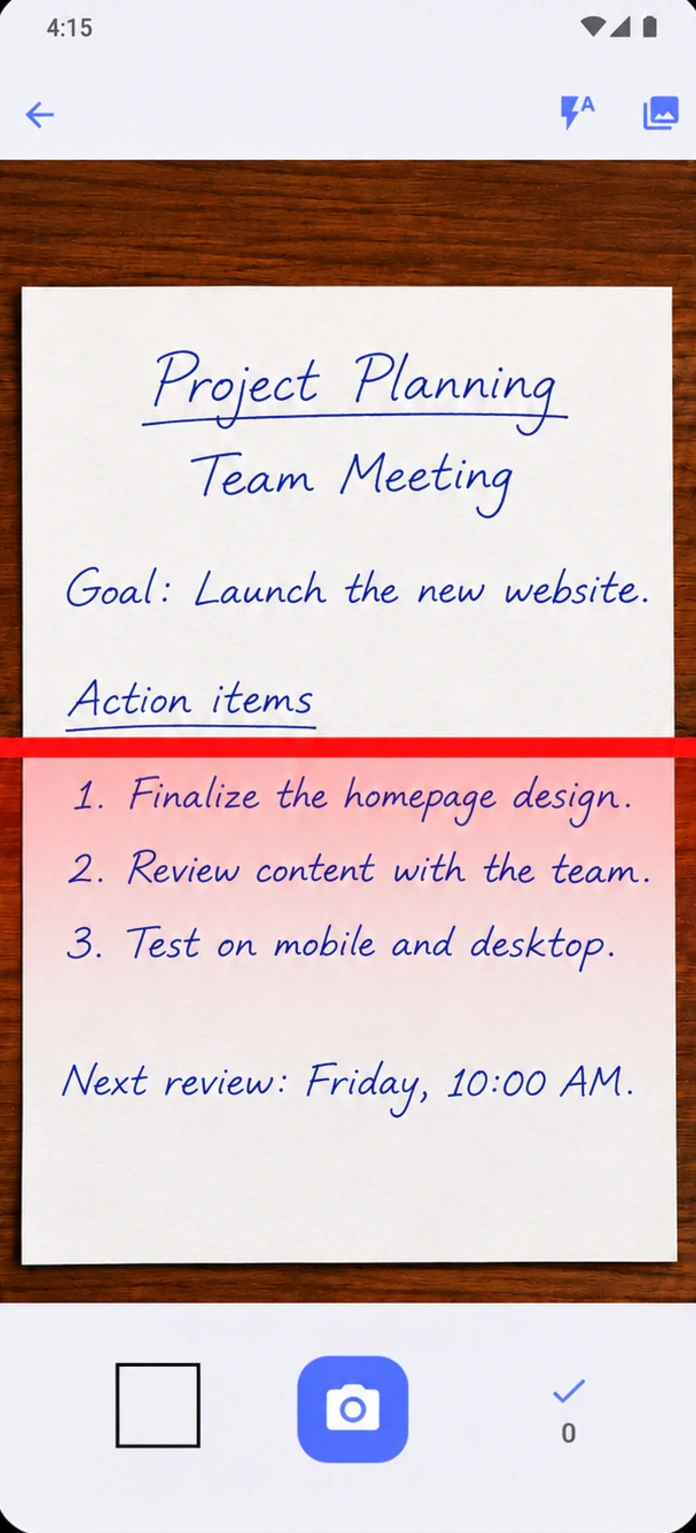 4:15
A
Project Planning
Team Meeting
Goal: Launch the new website.
Action items
1. Finalize the homepage design.
2. Review content with the team.
3. Test on mobile and desktop.
Next review: Friday, 10:00 AM.
0